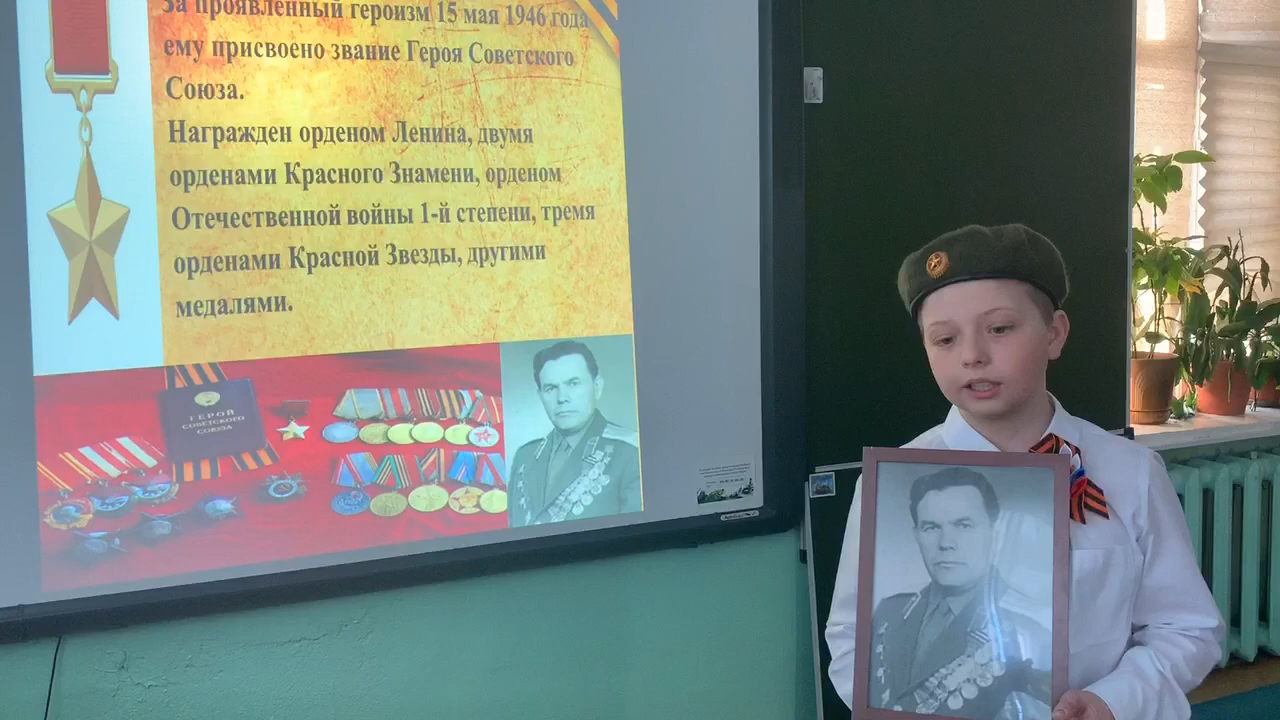 За проявленный героизм 15 мая 1946 года
ему присвоено звание Героя Советского
Союза.
Награжден орденом Ленина, двумя
орденами Красного Знамени, орденом
Отечественной войны 1-й степени, тремя
орденами Красной Звезды, другими
медалями.
ГЕРОЙ
СОВЕТСКОГО
СОЮЗА